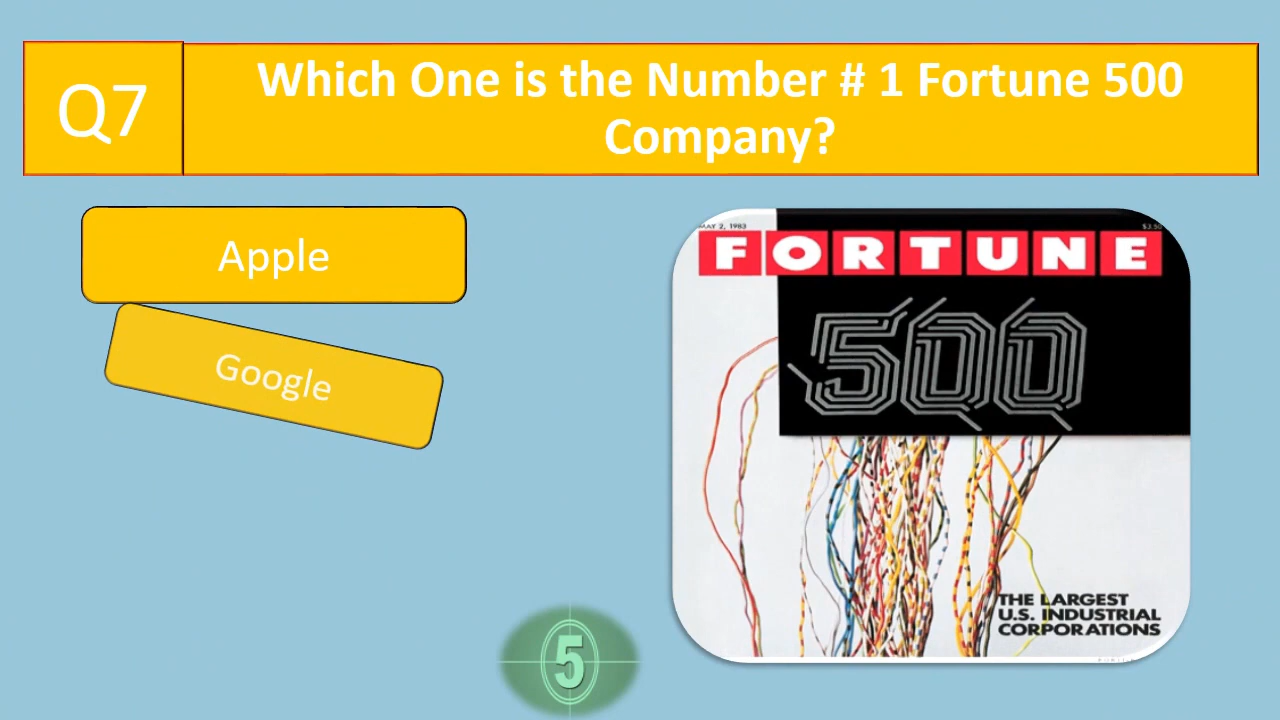 Q7
Which One is the Number # 1 Fortune 500
Company?
Apple
Google
MAY 2, 1983
$3.50
FORTUNE
500
THE LARGEST
U.S. INDUSTRIAL
CORPORATIONS
5